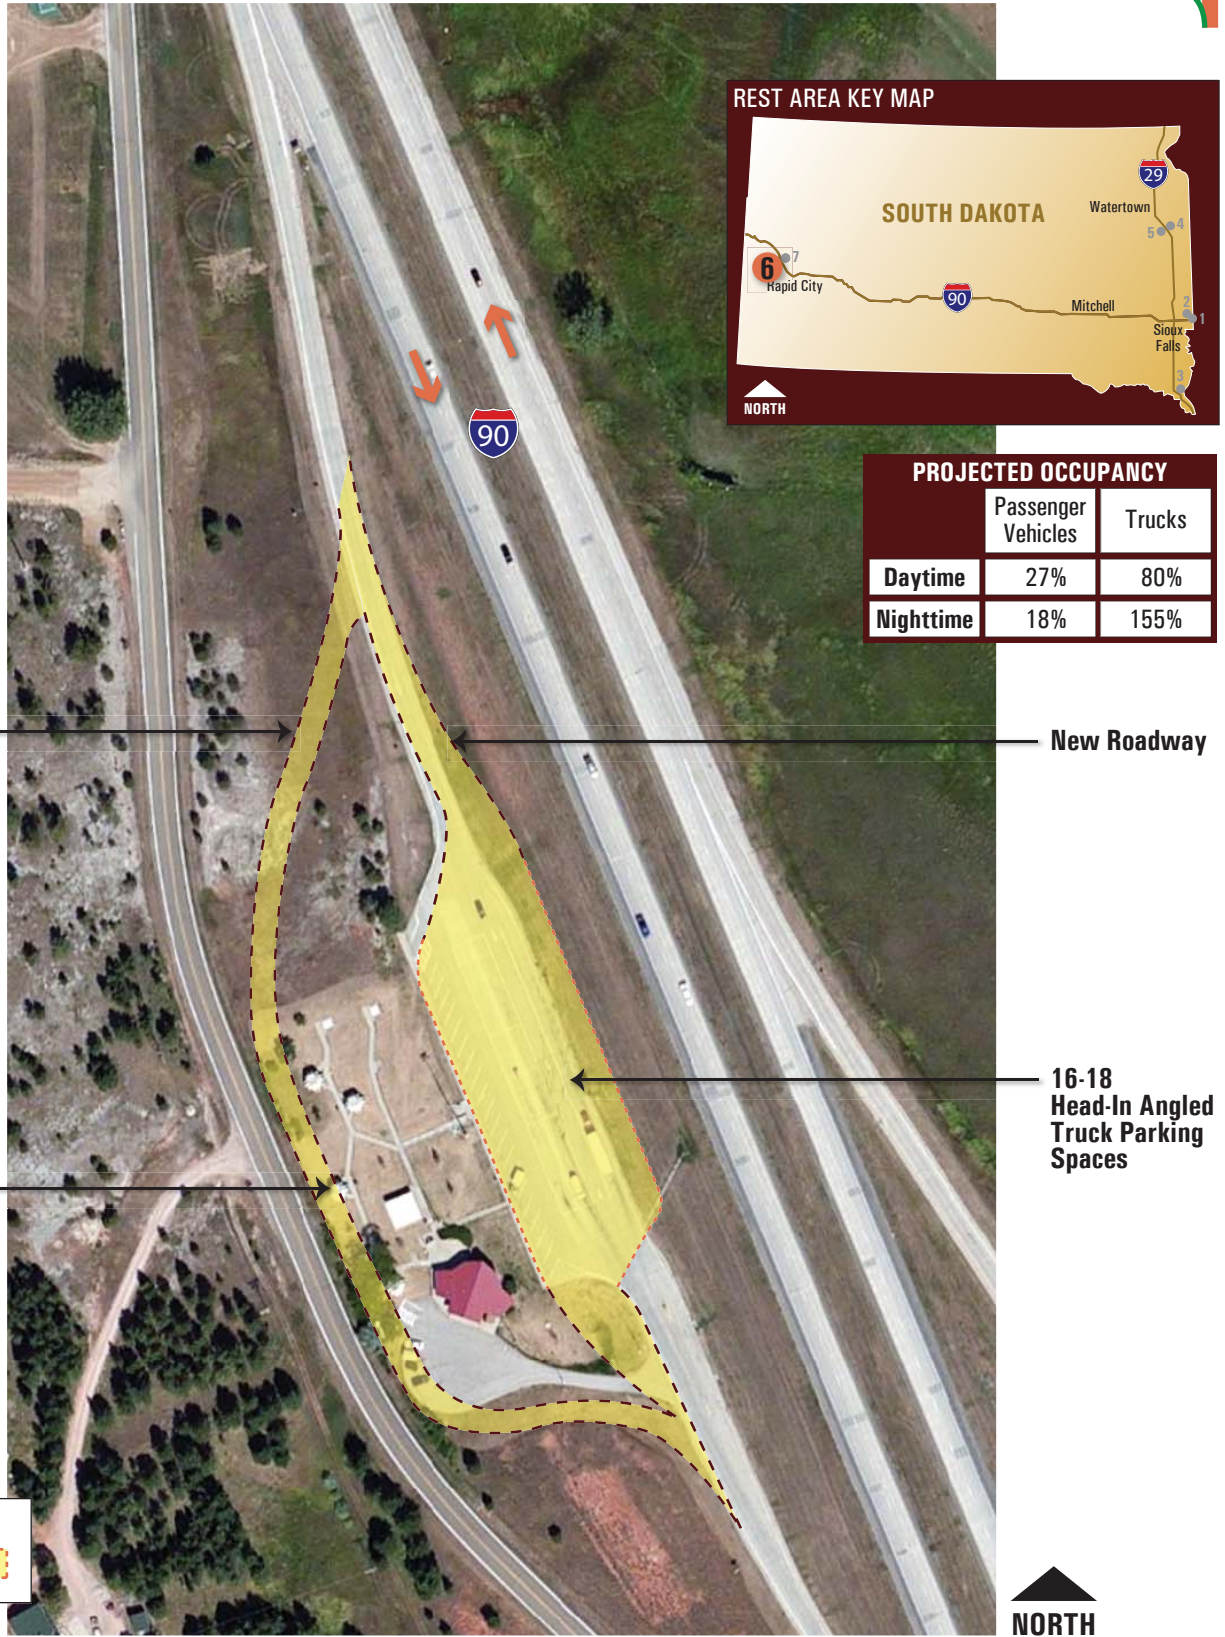 REST AREA KEY MAP
29
SOUTH DAKOTA
Watertown
4
5
7
6
Rapid City
90
Mitchell
2
1
Sioux
Falls
3
NORTH
90
PROJECTED OCCUPANCY
Passenger
Vehicles
Trucks
Daytime 27% 80%
Nighttime 18% 155%
New Roadway
16-18
Head-In Angled
Truck Parking
Spaces
NORTH